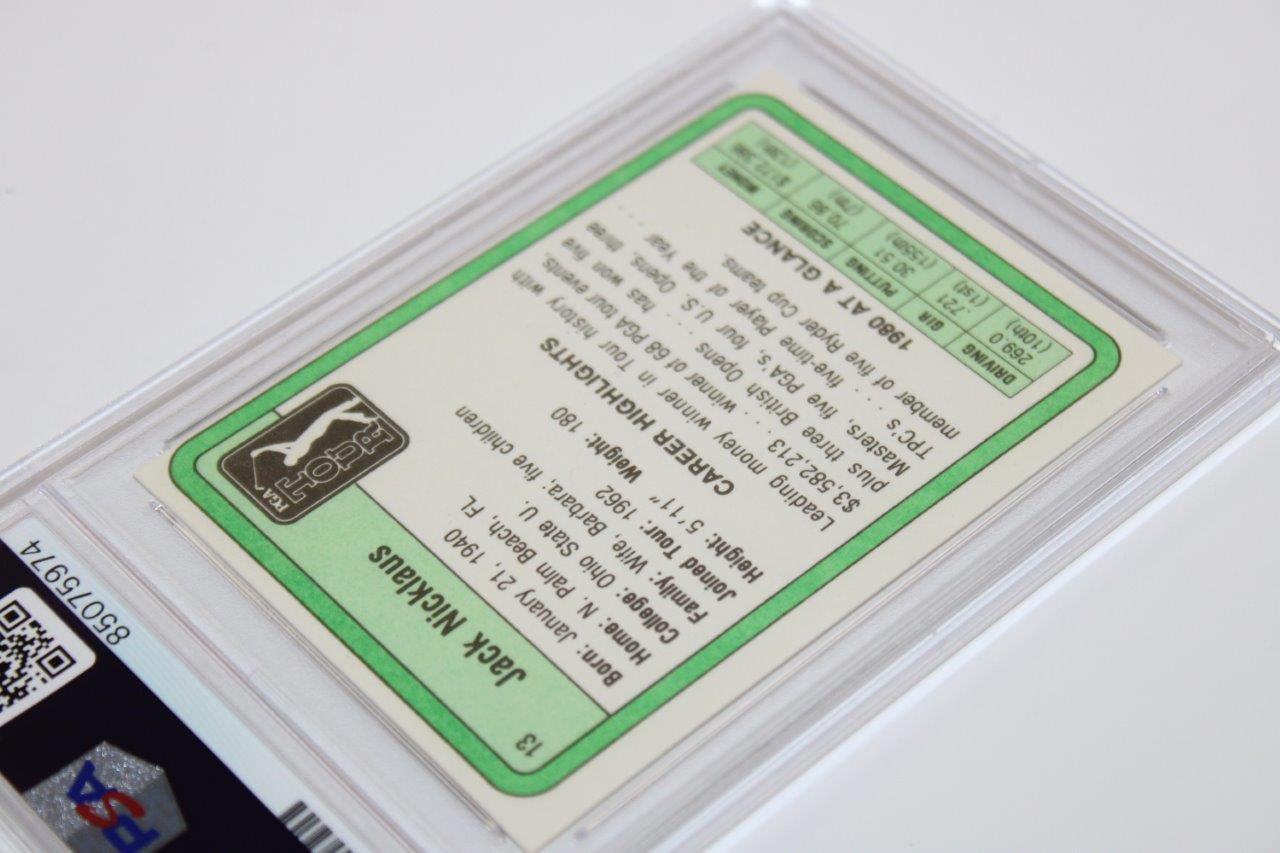 13
Jack Nicklaus
PGA
TOUR
Born: January 21, 1940
Home: N. Palm Beach, FL
College: Ohio State U.
Family: Wife, Barbara, five children
Joined Tour: 1962
Height: 5'11" Weight: 180
CAREER HIGHLIGHTS
Leading money winner in Tour history with
$3,582,213 . . . winner of 68 PGA tour events,
plus three British Opens . . . has won five
Masters, five PGA's, four U.S. Opens, three
TPC's . . . five-time Player of the Year . . . .
member of five Ryder Cup teams.
1980 AT A GLANCE
DRIVING GIR PUTTING SCORING MONEY
269.0 .721 30.51 70.86
(10th) (1st) (155th) (7th) (13th)
85075974
PSA